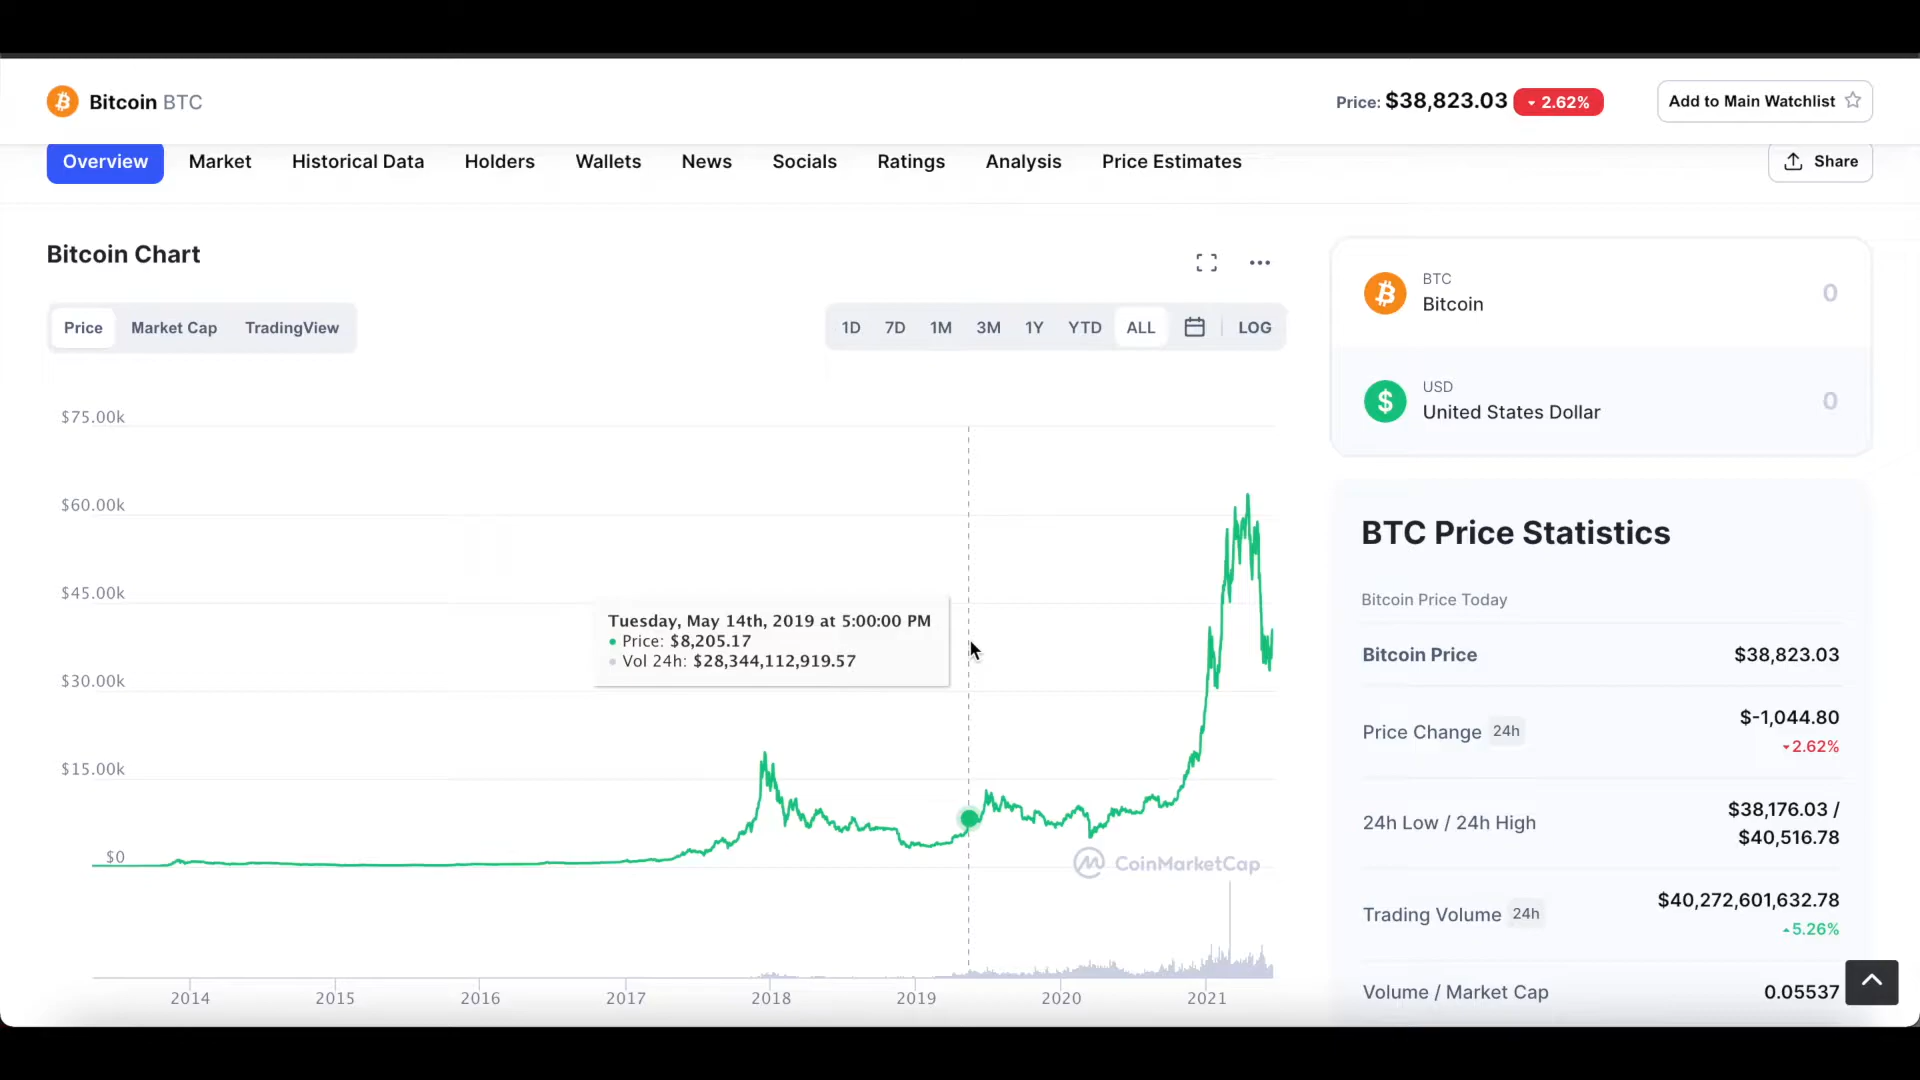 Bitcoin BTC
Price: $38,823.03 2.62%
Add to Main Watchlist
Overview Market Historical Data Holders Wallets News Socials Ratings Analysis Price Estimates
Share
Bitcoin Chart
Price Market Cap TradingView
1D 7D 1M 3M 1Y YTD ALL LOG
BTC
Bitcoin
0
USD
United States Dollar
0
$75.00k
$60.00k
$45.00k
$30.00k
$15.00k
$0
Tuesday, May 14th, 2019 at 5:00:00 PM
Price: $8,205.17
Vol 24h: $28,344,112,919.57
CoinMarketCap
2014 2015 2016 2017 2018 2019 2020 2021
BTC Price Statistics
Bitcoin Price Today
Bitcoin Price $38,823.03
Price Change 24h $-1,044.80
2.62%
24h Low / 24h High $38,176.03 /
$40,516.78
Trading Volume 24h $40,272,601,632.78
5.26%
Volume / Market Cap 0.05537